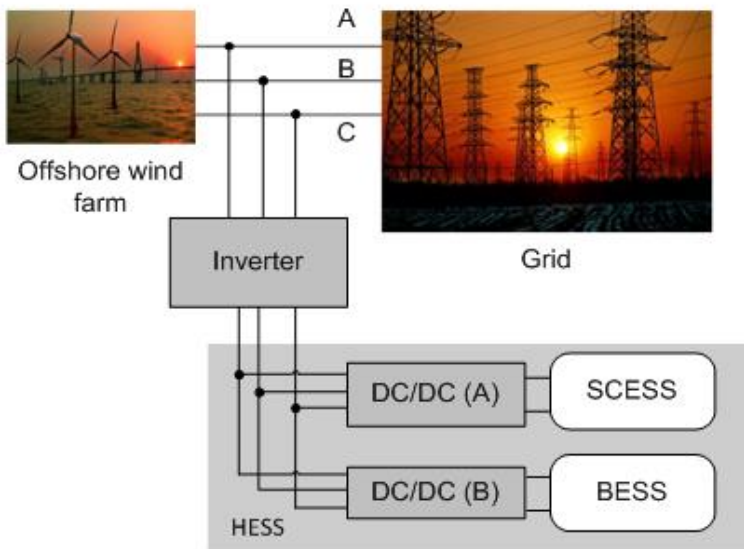 A
B
C
Offshore wind
farm
Grid
Inverter
DC/DC (A)
SCESS
DC/DC (B)
BESS
HESS